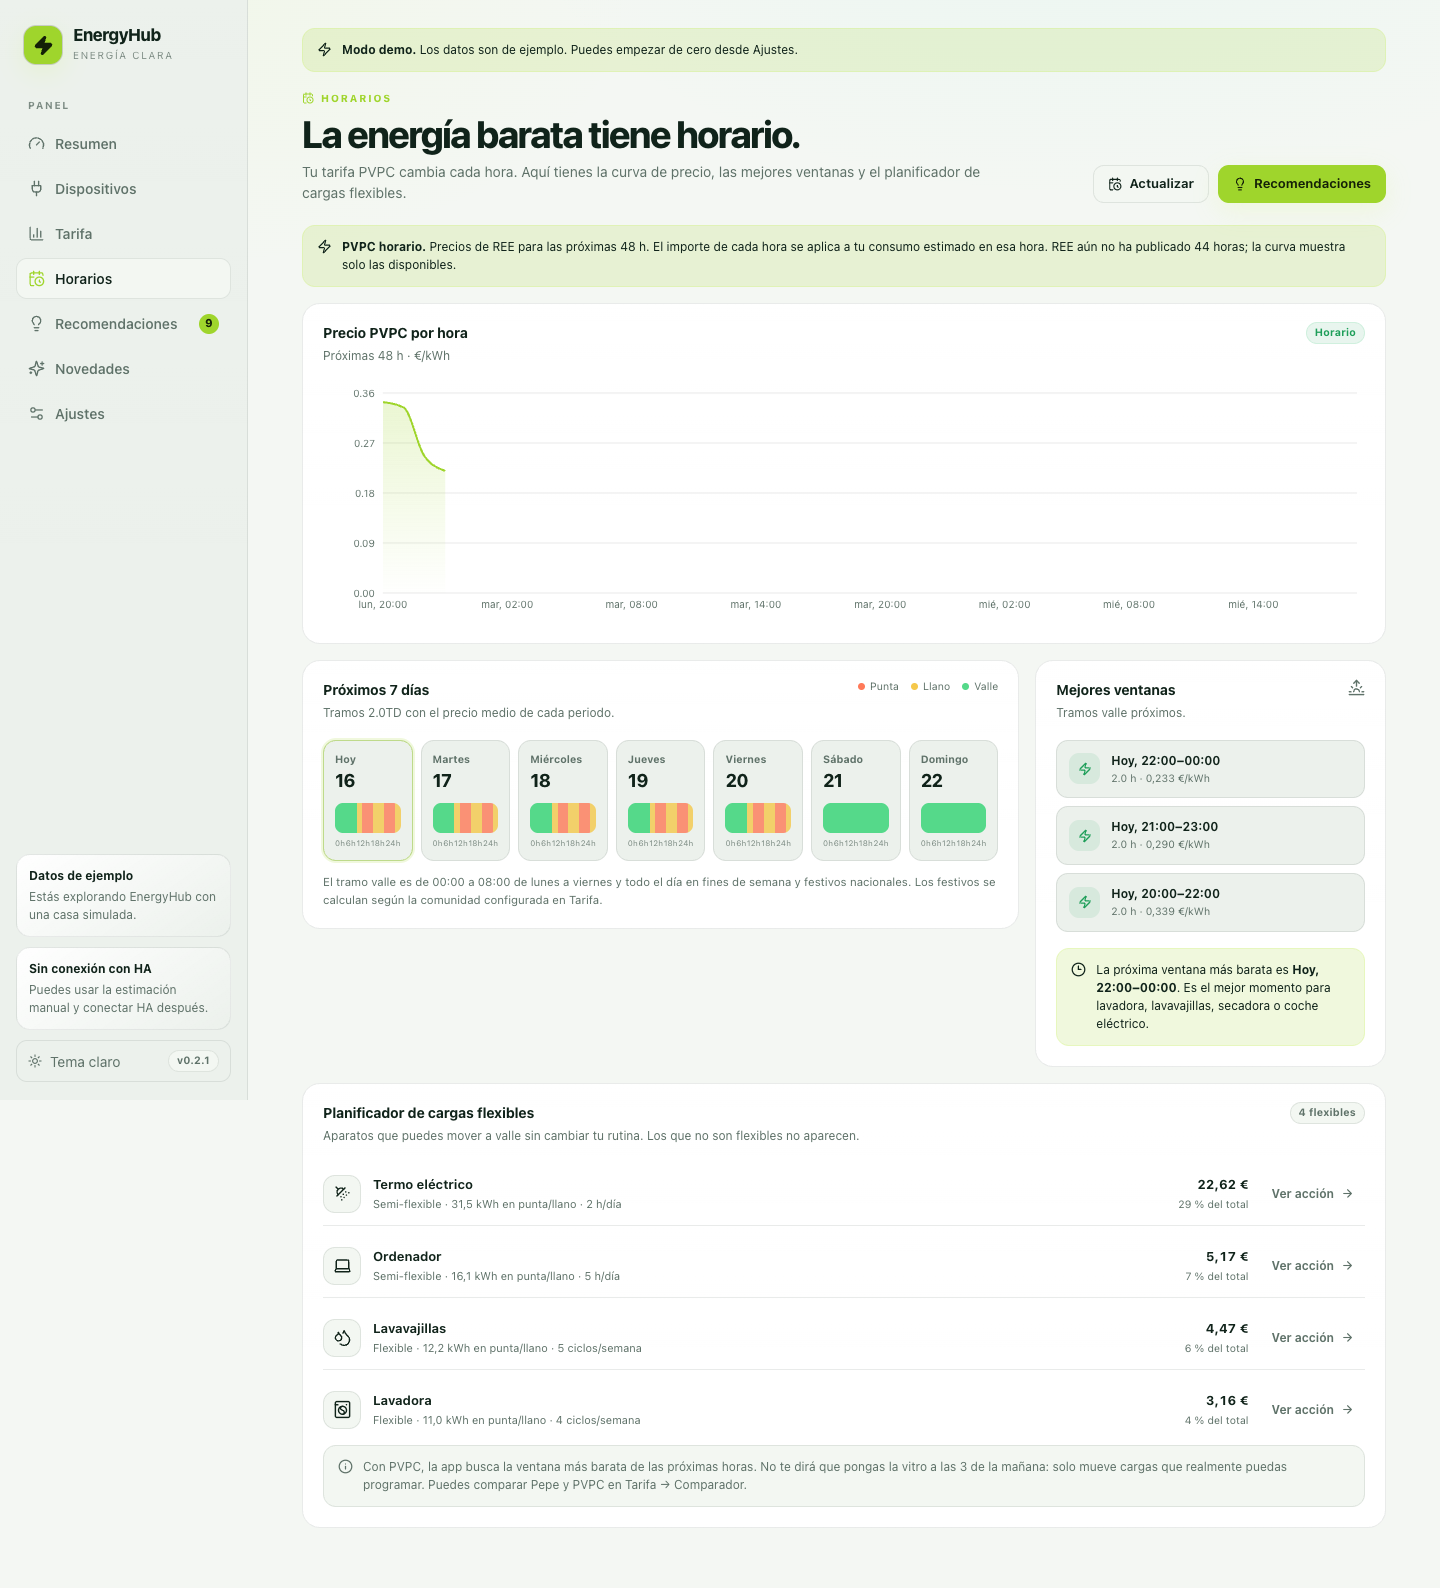 EnergyHub
ENERGÍA CLARA
PANEL
Resumen
Dispositivos
Tarifa
Horarios
Recomendaciones 9
Novedades
Ajustes
Datos de ejemplo
Estás explorando EnergyHub con
una casa simulada.
Sin conexión con HA
Puedes usar la estimación
manual y conectar HA después.
Tema claro v0.2.1
Modo demo. Los datos son de ejemplo. Puedes empezar de cero desde Ajustes.
HORARIOS
La energía barata tiene horario.
Tu tarifa PVPC cambia cada hora. Aquí tienes la curva de precio, las mejores ventanas y el planificador de
cargas flexibles.
Actualizar
Recomendaciones
PVPC horario. Precios de REE para las próximas 48 h. El importe de cada hora se aplica a tu consumo estimado en esa hora. REE aún no ha publicado 44 horas; la curva muestra
solo las disponibles.
Precio PVPC por hora
Horario
Próximas 48 h · €/kWh
0.36
0.27
0.18
0.09
0.00
lun, 20:00 mar, 02:00 mar, 08:00 mar, 14:00 mar, 20:00 mié, 02:00 mié, 08:00 mié, 14:00
Próximos 7 días
Punta Llano Valle
Tramos 2.0TD con el precio medio de cada periodo.
Hoy Martes Miércoles Jueves Viernes Sábado Domingo
16 17 18 19 20 21 22
0h6h12h18h24h 0h6h12h18h24h 0h6h12h18h24h 0h6h12h18h24h 0h6h12h18h24h 0h6h12h18h24h 0h6h12h18h24h
El tramo valle es de 00:00 a 08:00 de lunes a viernes y todo el día en fines de semana y festivos nacionales. Los festivos se
calculan según la comunidad configurada en Tarifa.
Mejores ventanas
Tramos valle próximos.
Hoy, 22:00–00:00
2.0 h · 0,233 €/kWh
Hoy, 21:00–23:00
2.0 h · 0,290 €/kWh
Hoy, 20:00–22:00
2.0 h · 0,339 €/kWh
La próxima ventana más barata es Hoy,
22:00–00:00. Es el mejor momento para
lavadora, lavavajillas, secadora o coche
eléctrico.
Planificador de cargas flexibles
4 flexibles
Aparatos que puedes mover a valle sin cambiar tu rutina. Los que no son flexibles no aparecen.
Termo eléctrico
Semi-flexible · 31,5 kWh en punta/llano · 2 h/día
22,62 €
29 % del total
Ver acción →
Ordenador
Semi-flexible · 16,1 kWh en punta/llano · 5 h/día
5,17 €
7 % del total
Ver acción →
Lavavajillas
Flexible · 12,2 kWh en punta/llano · 5 ciclos/semana
4,47 €
6 % del total
Ver acción →
Lavadora
Flexible · 11,0 kWh en punta/llano · 4 ciclos/semana
3,16 €
4 % del total
Ver acción →
Con PVPC, la app busca la ventana más barata de las próximas horas. No te dirá que pongas la vitro a las 3 de la mañana: solo mueve cargas que realmente puedas
programar. Puedes comparar Pepe y PVPC en Tarifa → Comparador.